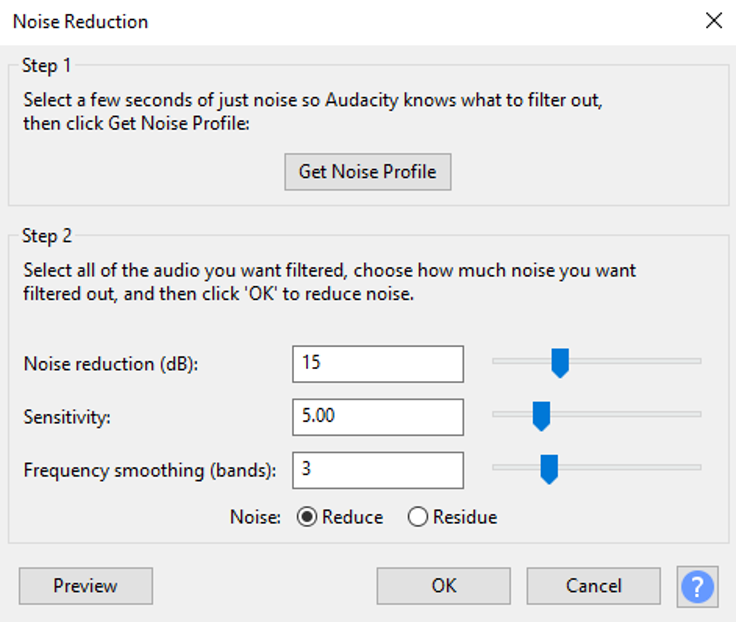 Noise Reduction
Step 1
Select a few seconds of just noise so Audacity knows what to filter out,
then click Get Noise Profile:
Get Noise Profile
Step 2
Select all of the audio you want filtered, choose how much noise you want
filtered out, and then click 'OK' to reduce noise.
Noise reduction (dB): 15
Sensitivity: 5.00
Frequency smoothing (bands): 3
Noise: Reduce Residue
Preview OK Cancel ?